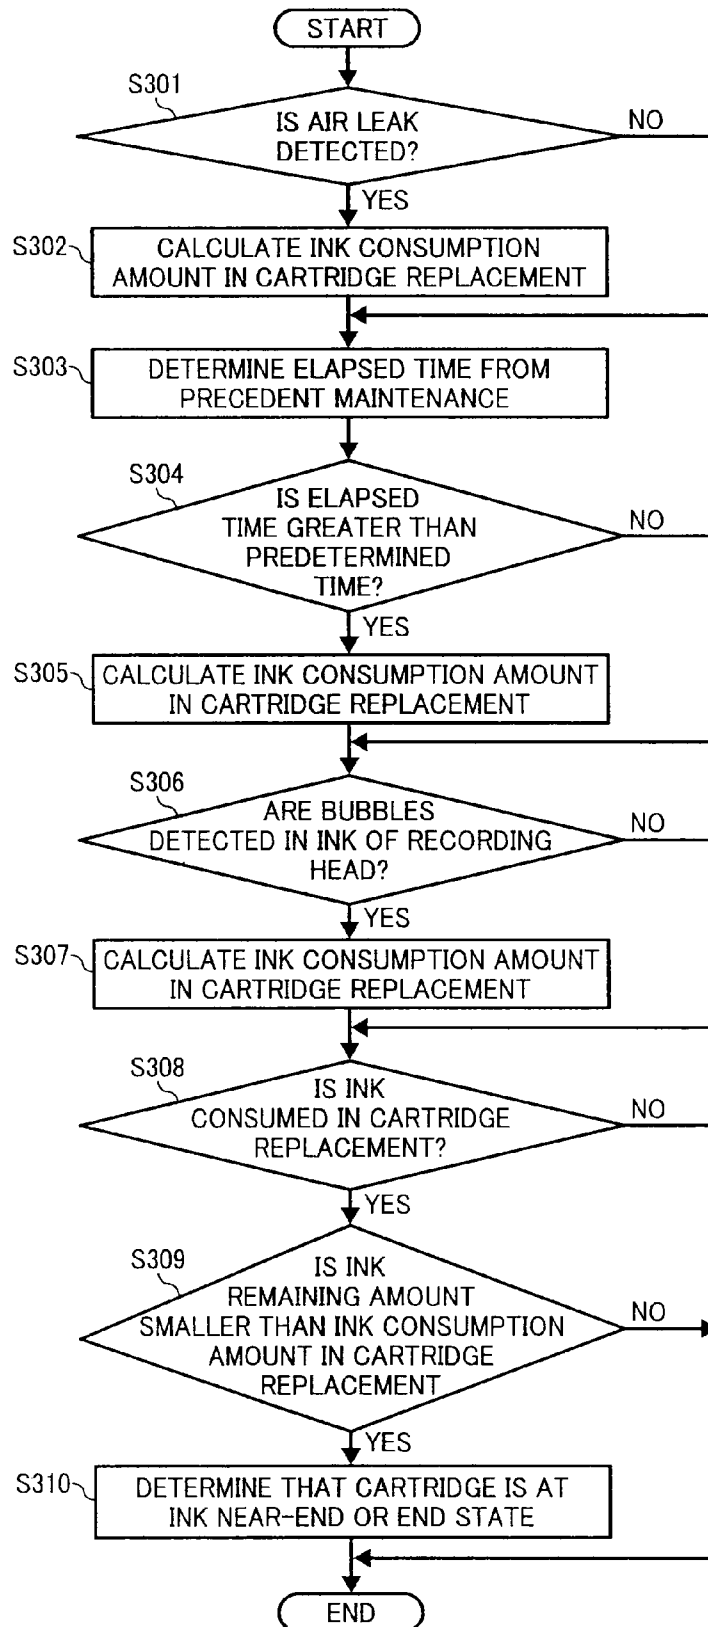 START
S301
IS AIR LEAK
DETECTED?
NO
YES
S302
CALCULATE INK CONSUMPTION
AMOUNT IN CARTRIDGE REPLACEMENT
S303
DETERMINE ELAPSED TIME FROM
PRECEDENT MAINTENANCE
S304
IS ELAPSED
TIME GREATER THAN
PREDETERMINED
TIME?
NO
YES
S305
CALCULATE INK CONSUMPTION AMOUNT
IN CARTRIDGE REPLACEMENT
S306
ARE BUBBLES
DETECTED IN INK OF RECORDING
HEAD?
NO
YES
S307
CALCULATE INK CONSUMPTION AMOUNT
IN CARTRIDGE REPLACEMENT
S308
IS INK
CONSUMED IN CARTRIDGE
REPLACEMENT?
NO
YES
S309
IS INK
REMAINING AMOUNT
SMALLER THAN INK CONSUMPTION
AMOUNT IN CARTRIDGE
REPLACEMENT
NO
YES
S310
DETERMINE THAT CARTRIDGE IS AT
INK NEAR-END OR END STATE
END